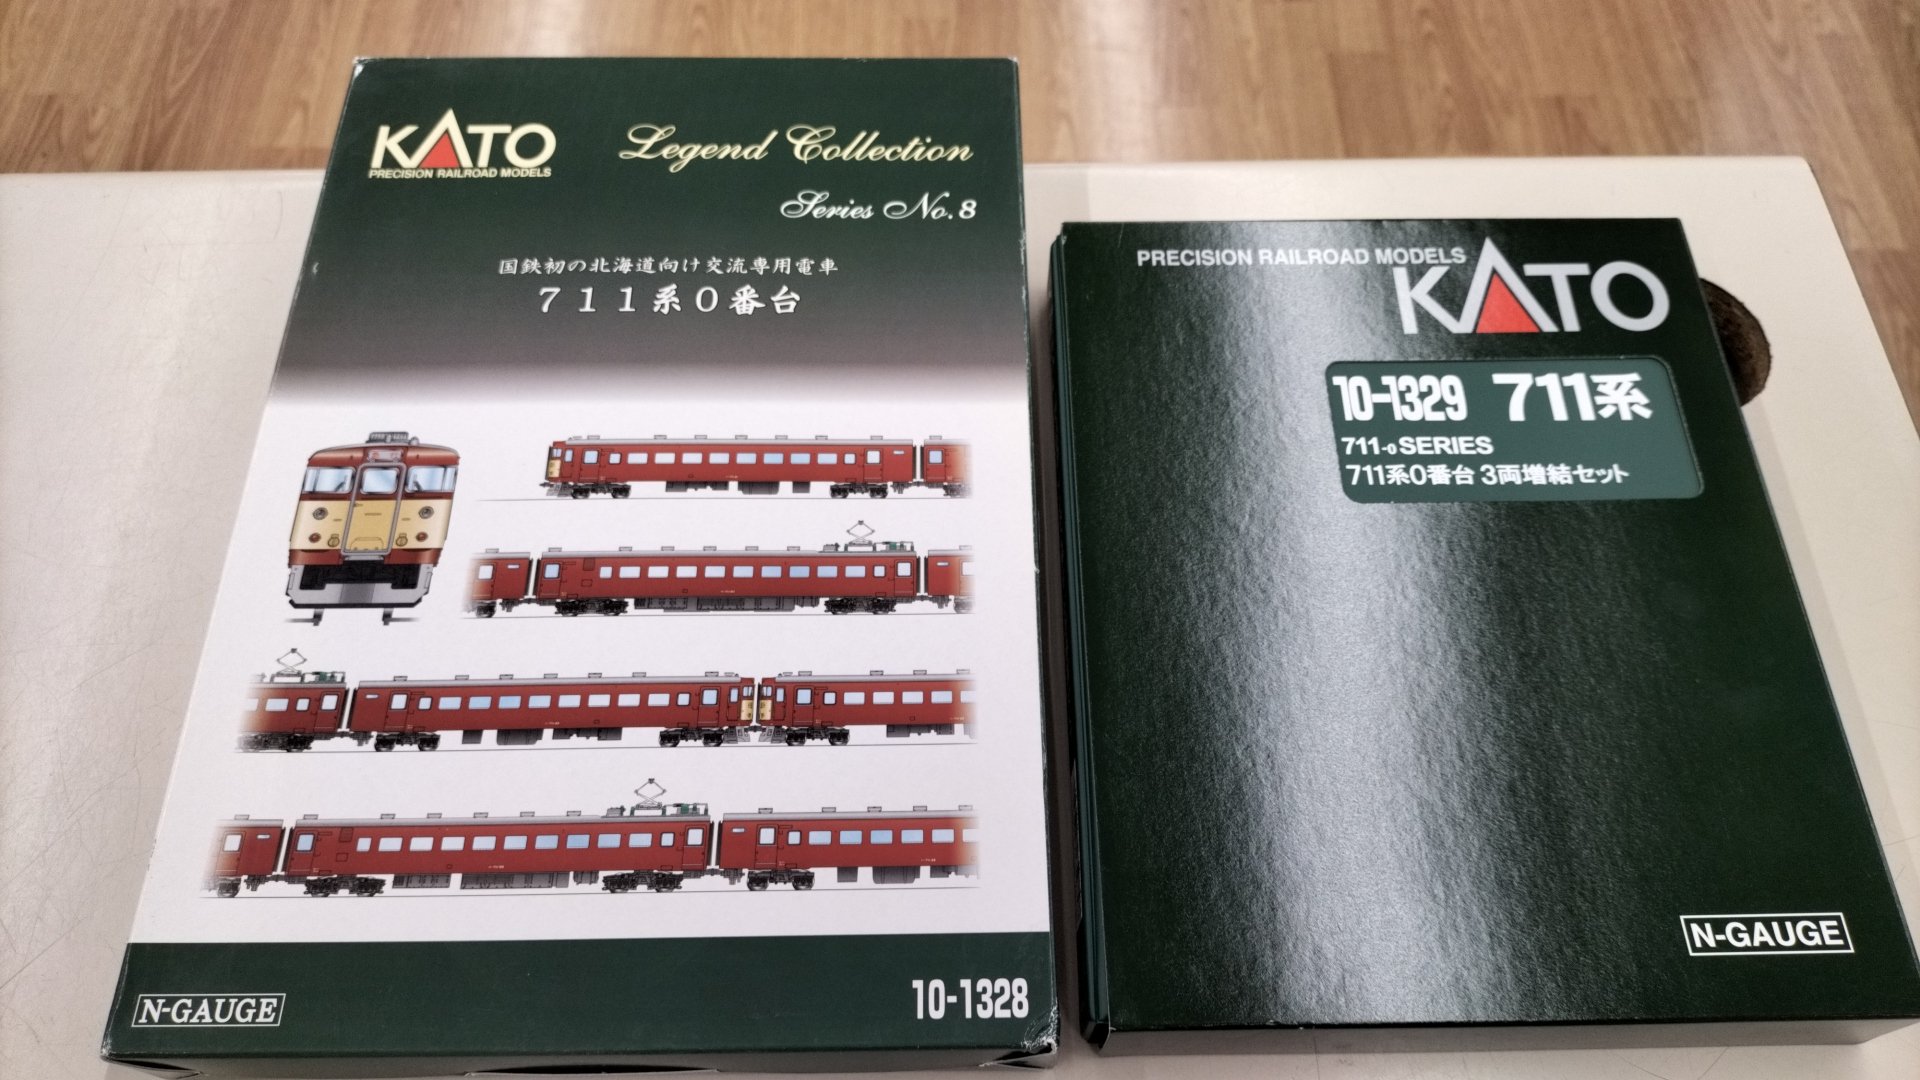 KATO
PRECISION RAILROAD MODELS
Legend Collection
Series No.8
国鉄初の北海道向け交流専用電車
711系0番台
N-GAUGE
10-1328
PRECISION RAILROAD MODELS
KATO
10-1329 711系
711-0 SERIES
711系0番台 3両増結セット
N-GAUGE